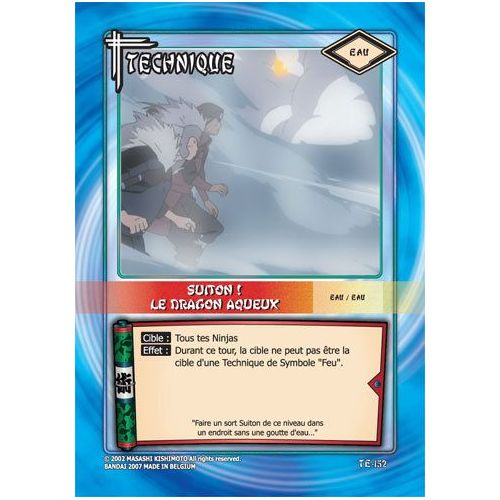 TECHNIQUE
EAU
SUITON !
LE DRAGON AQUEUX
EAU / EAU
Cible : Tous tes Ninjas
Effet : Durant ce tour, la cible ne peut pas être la
cible d'une Technique de Symbole "Feu".
"Faire un sort Suiton de ce niveau dans
un endroit sans une goutte d'eau..."
© 2002 MASASHI KISHIMOTO All rights reserved.
BANDAI 2007 MADE IN BELGIUM
TE-152